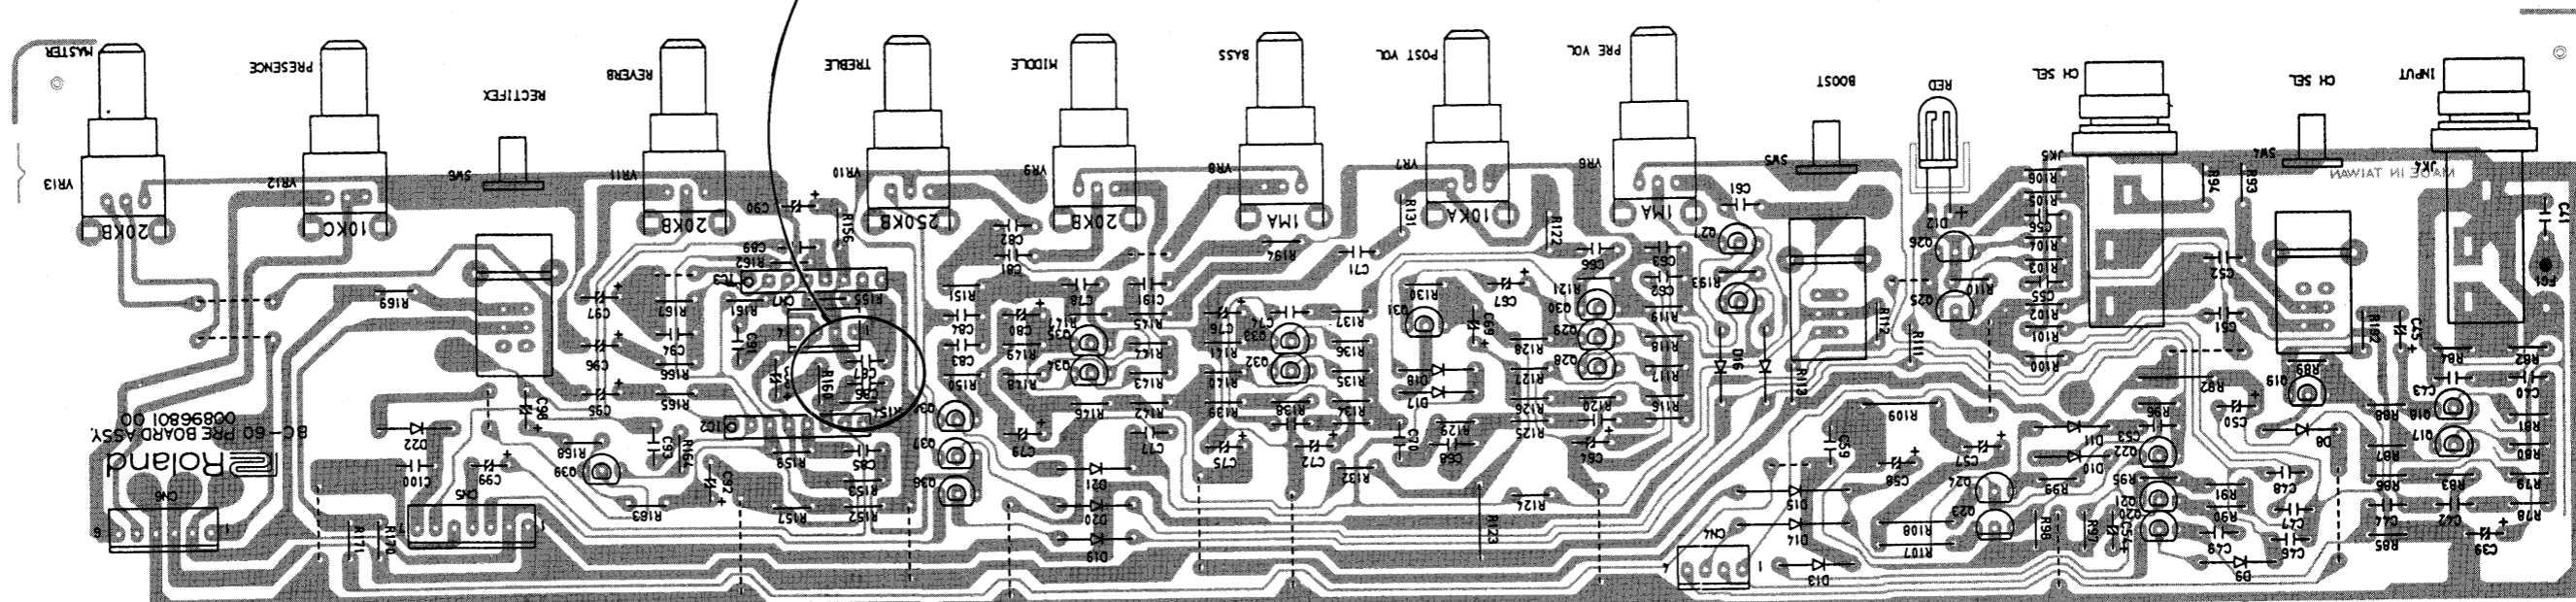 MASTER
PRESENCE
RECTIFEX
REVERB
TREBLE
MIDDLE
BASS
POST VOL
PRE VOL
BOOST
RED
CH SEL
CH SEL
INPUT
VR13
VR12
SW6
VR11
VR10
VR9
VR8
VR7
VR6
SW5
JK5
SW4
JK4
MADE IN TAIWAN
20KB
10KC
20KB
250KB
20KB
1MA
10KA
1MA
C90
R156
C89
R162
C82
C81
R194
C71
R131
R122
C66
C63
C62
C61
Q27
R193
D12
Q26
R110
Q25
R106
R105
C56
R104
R103
C55
R102
R101
R100
R94
R93
C52
C51
C41
R169
C97
R167
R161
CN7
R155
R151
C84
C83
R150
C80
R149
R148
C78
C191
R145
R144
R143
R142
C76
R141
R140
R139
C74
R137
R136
R135
R134
R130
Q31
C67
C69
R121
Q30
Q29
Q28
R128
R127
R126
R125
R119
R118
R117
R116
D16
R112
R111
R113
R192
C45
R84
R82
C96
C94
R166
C91
C95
R165
R160
C87
C86
R154
IC2
Q35
Q34
R146
Q32
R138
D18
D17
R120
R109
R96
R92
R89
Q19
C50
R88
C43
Q18
Q17
C40
R81
BC-60 PRE BOARD ASSY.
00896801 00
Roland
D22
C98
R168
Q39
C93
R164
R159
C85
Q37
Q36
C79
C77
C75
C72
R132
C70
R129
C68
C64
C59
C58
C57
D11
D10
C53
Q22
D8
R87
R80
CN6
C100
CN5
C99
C92
R163
R153
R157
R152
D21
D20
D19
R123
R124
D15
D14
D13
CN4
Q24
Q23
R108
R107
R99
R98
R97
C54
R95
Q21
Q20
R91
R90
C49
D9
C48
C47
C46
R86
R83
R79
C44
C42
R78
R85
C39
R171
R170
6
1
7
1
4
1